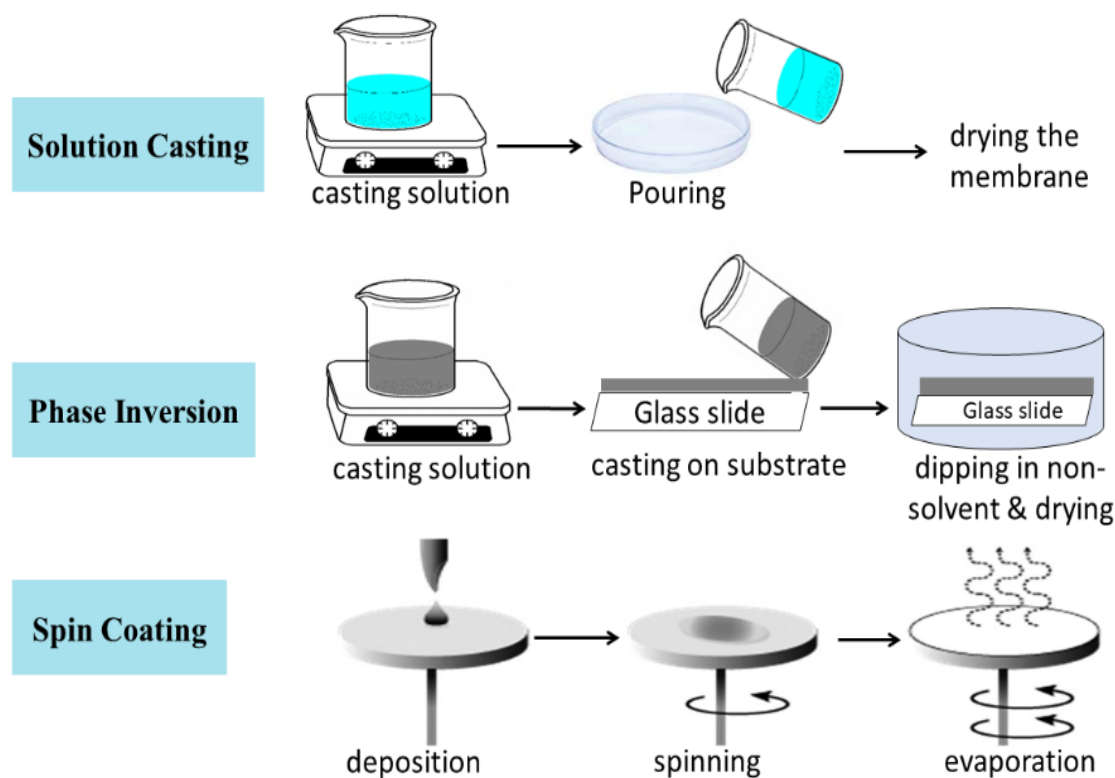 Solution Casting
casting solution
Pouring
drying the
membrane
Phase Inversion
casting solution
Glass slide
casting on substrate
Glass slide
dipping in non-
solvent & drying
Spin Coating
deposition
spinning
evaporation